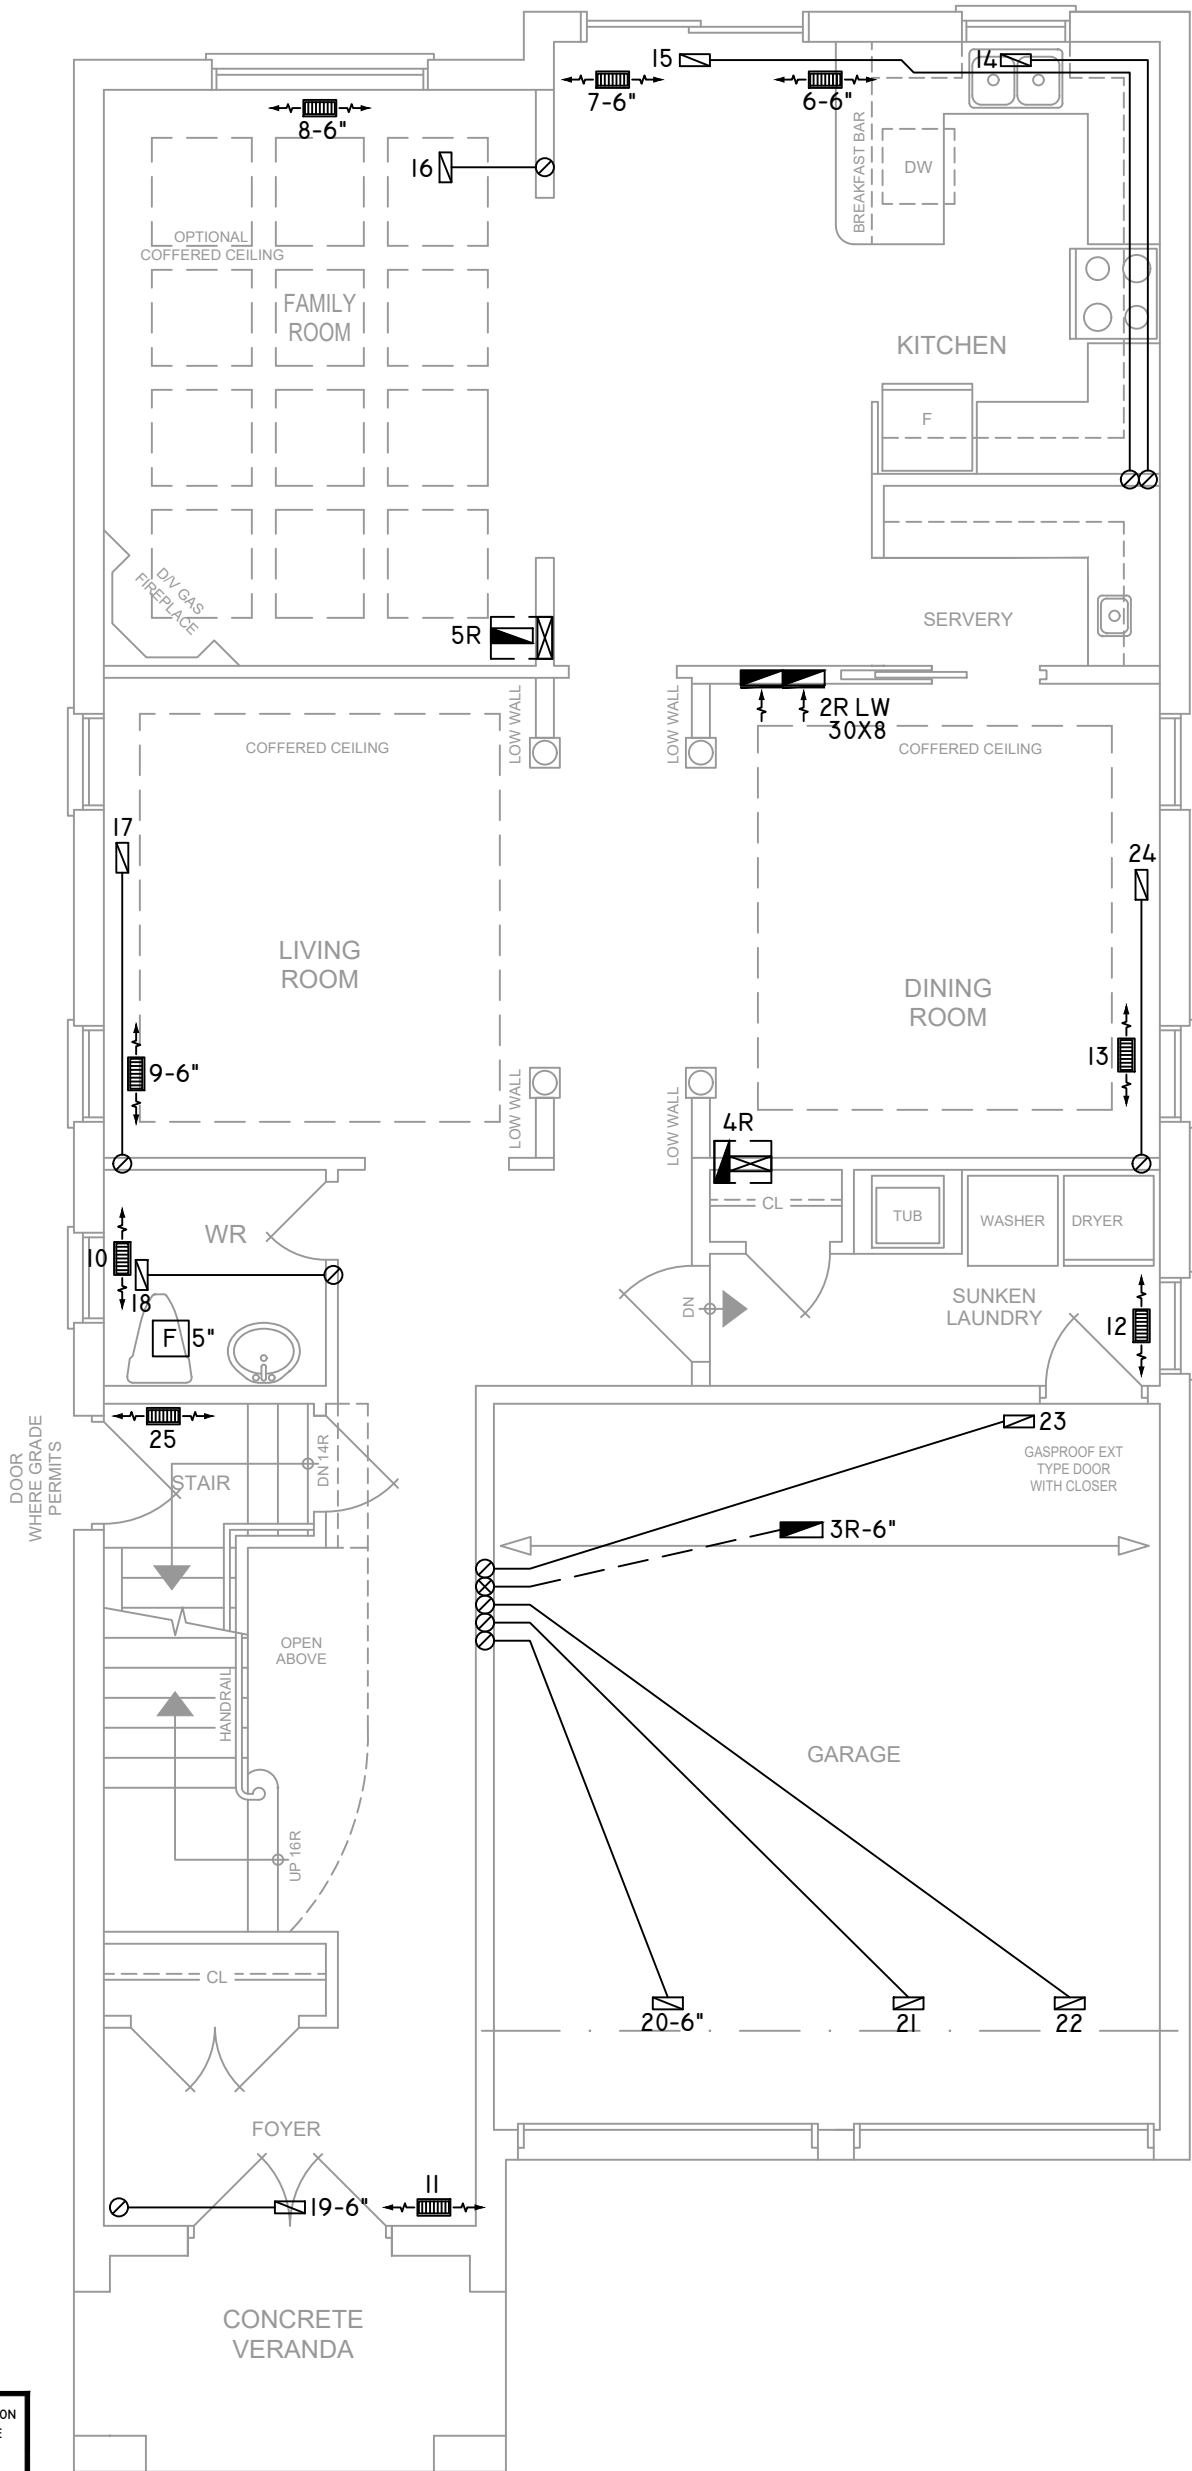 15
14
7-6"
6-6"
8-6"
16
BREAKFAST BAR
DW
OPTIONAL
COFFERED CEILING
FAMILY
ROOM
KITCHEN
F
D/V GAS
FIREPLACE
5R
SERVERY
LOW WALL
LOW WALL
2R LW
30X8
COFFERED CEILING
COFFERED CEILING
17
24
LIVING
ROOM
DINING
ROOM
9-6"
13
LOW WALL
LOW WALL
4R
CL
TUB
WASHER
DRYER
WR
10
18
F 5"
DN
SUNKEN
LAUNDRY
12
DOOR
WHERE GRADE
PERMITS
25
STAIR
DN 14R
23
GASPROOF EXT
TYPE DOOR
WITH CLOSER
3R-6"
OPEN
ABOVE
HANDRAIL
GARAGE
UP 16R
CL
20-6"
21
22
FOYER
19-6"
11
CONCRETE
VERANDA